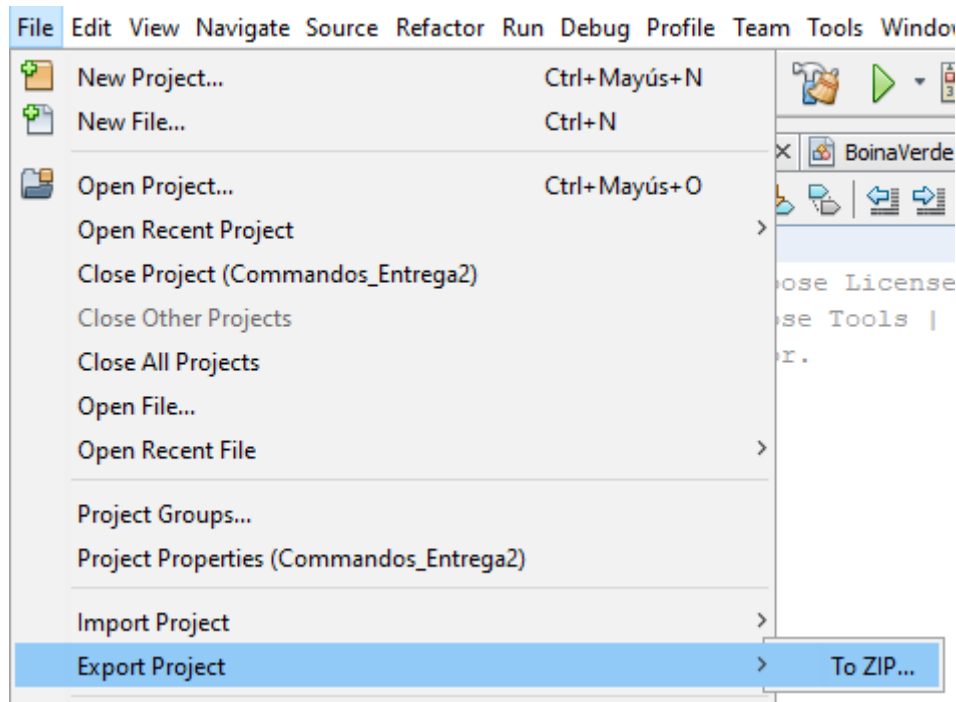 File Edit View Navigate Source Refactor Run Debug Profile Team Tools Window
New Project... Ctrl+Mayús+N
New File... Ctrl+N
BoinaVerde
Open Project... Ctrl+Mayús+O
Open Recent Project
Close Project (Commandos_Entrega2)
ose License
Close Other Projects
se Tools |
Close All Projects
r.
Open File...
Open Recent File
Project Groups...
Project Properties (Commandos_Entrega2)
Import Project
Export Project
To ZIP...